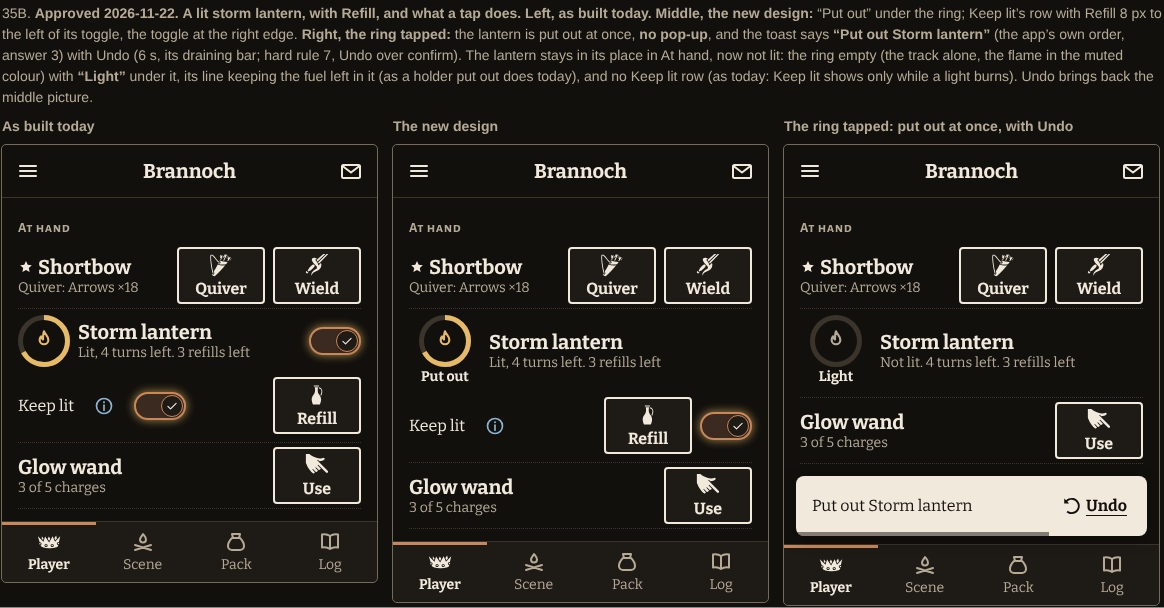 35B. Approved 2026-11-22. A lit storm lantern, with Refill, and what a tap does. Left, as built today. Middle, the new design: “Put out” under the ring; Keep lit’s row with Refill 8 px to
the left of its toggle, the toggle at the right edge. Right, the ring tapped: the lantern is put out at once, no pop-up, and the toast says “Put out Storm lantern” (the app’s own order,
answer 3) with Undo (6 s, its draining bar; hard rule 7, Undo over confirm). The lantern stays in its place in At hand, now not lit: the ring empty (the track alone, the flame in the muted
colour) with “Light” under it, its line keeping the fuel left in it (as a holder put out does today), and no Keep lit row (as today: Keep lit shows only while a light burns). Undo brings back the
middle picture.
As built today
Brannoch
At hand
Shortbow
Quiver: Arrows ×18
Quiver
Wield
Storm lantern
Lit, 4 turns left. 3 refills left
Keep lit
Refill
Glow wand
3 of 5 charges
Use
Player
Scene
Pack
Log
The new design
Brannoch
At hand
Shortbow
Quiver: Arrows ×18
Quiver
Wield
Put out
Storm lantern
Lit, 4 turns left. 3 refills left
Keep lit
Refill
Glow wand
3 of 5 charges
Use
Player
Scene
Pack
Log
The ring tapped: put out at once, with Undo
Brannoch
At hand
Shortbow
Quiver: Arrows ×18
Quiver
Wield
Light
Storm lantern
Not lit. 4 turns left. 3 refills left
Glow wand
3 of 5 charges
Use
Put out Storm lantern
Undo
Player
Scene
Pack
Log